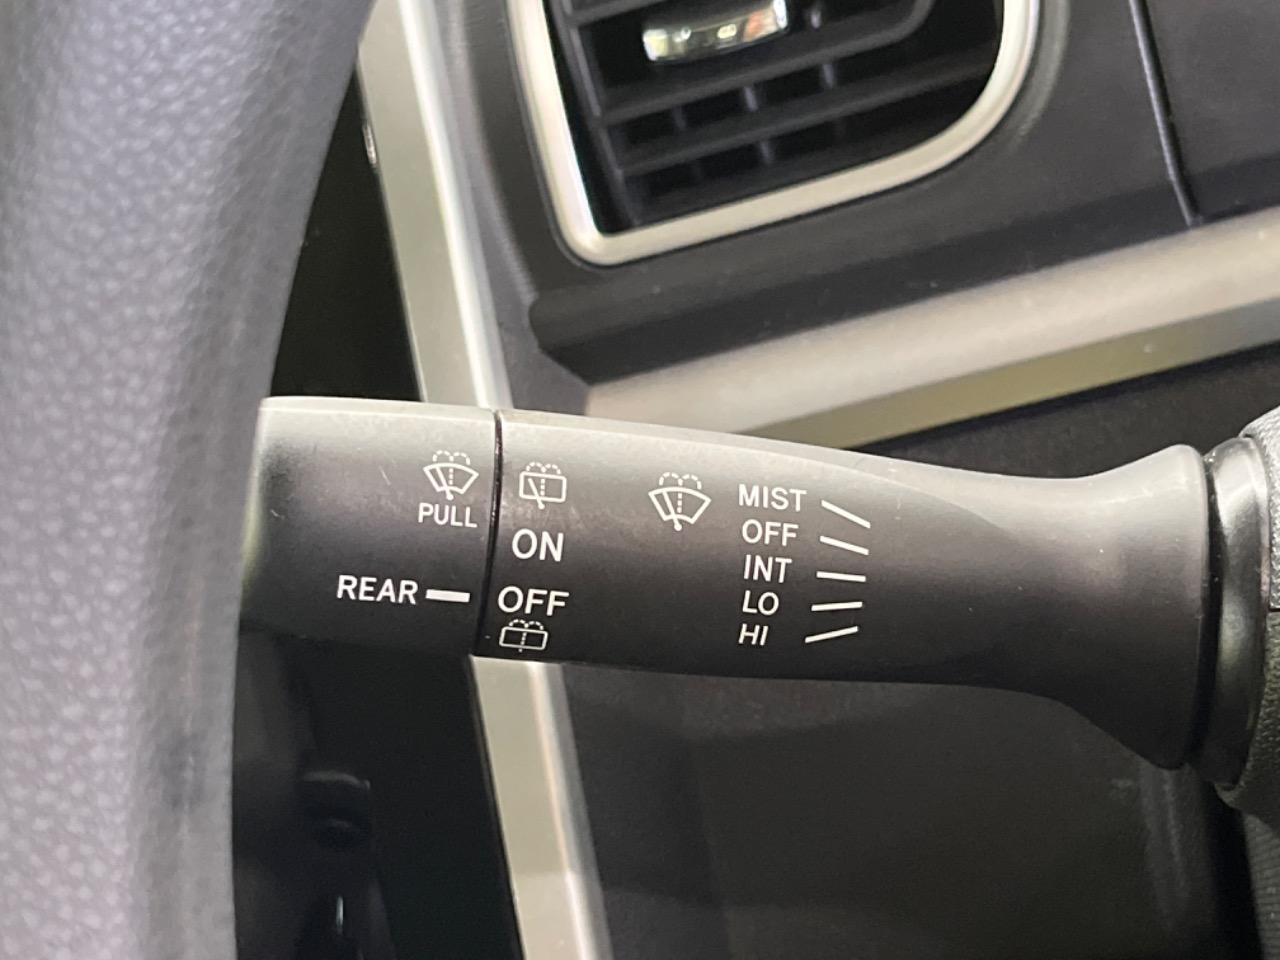 PULL
REAR
ON
OFF
MIST
OFF
INT
LO
HI